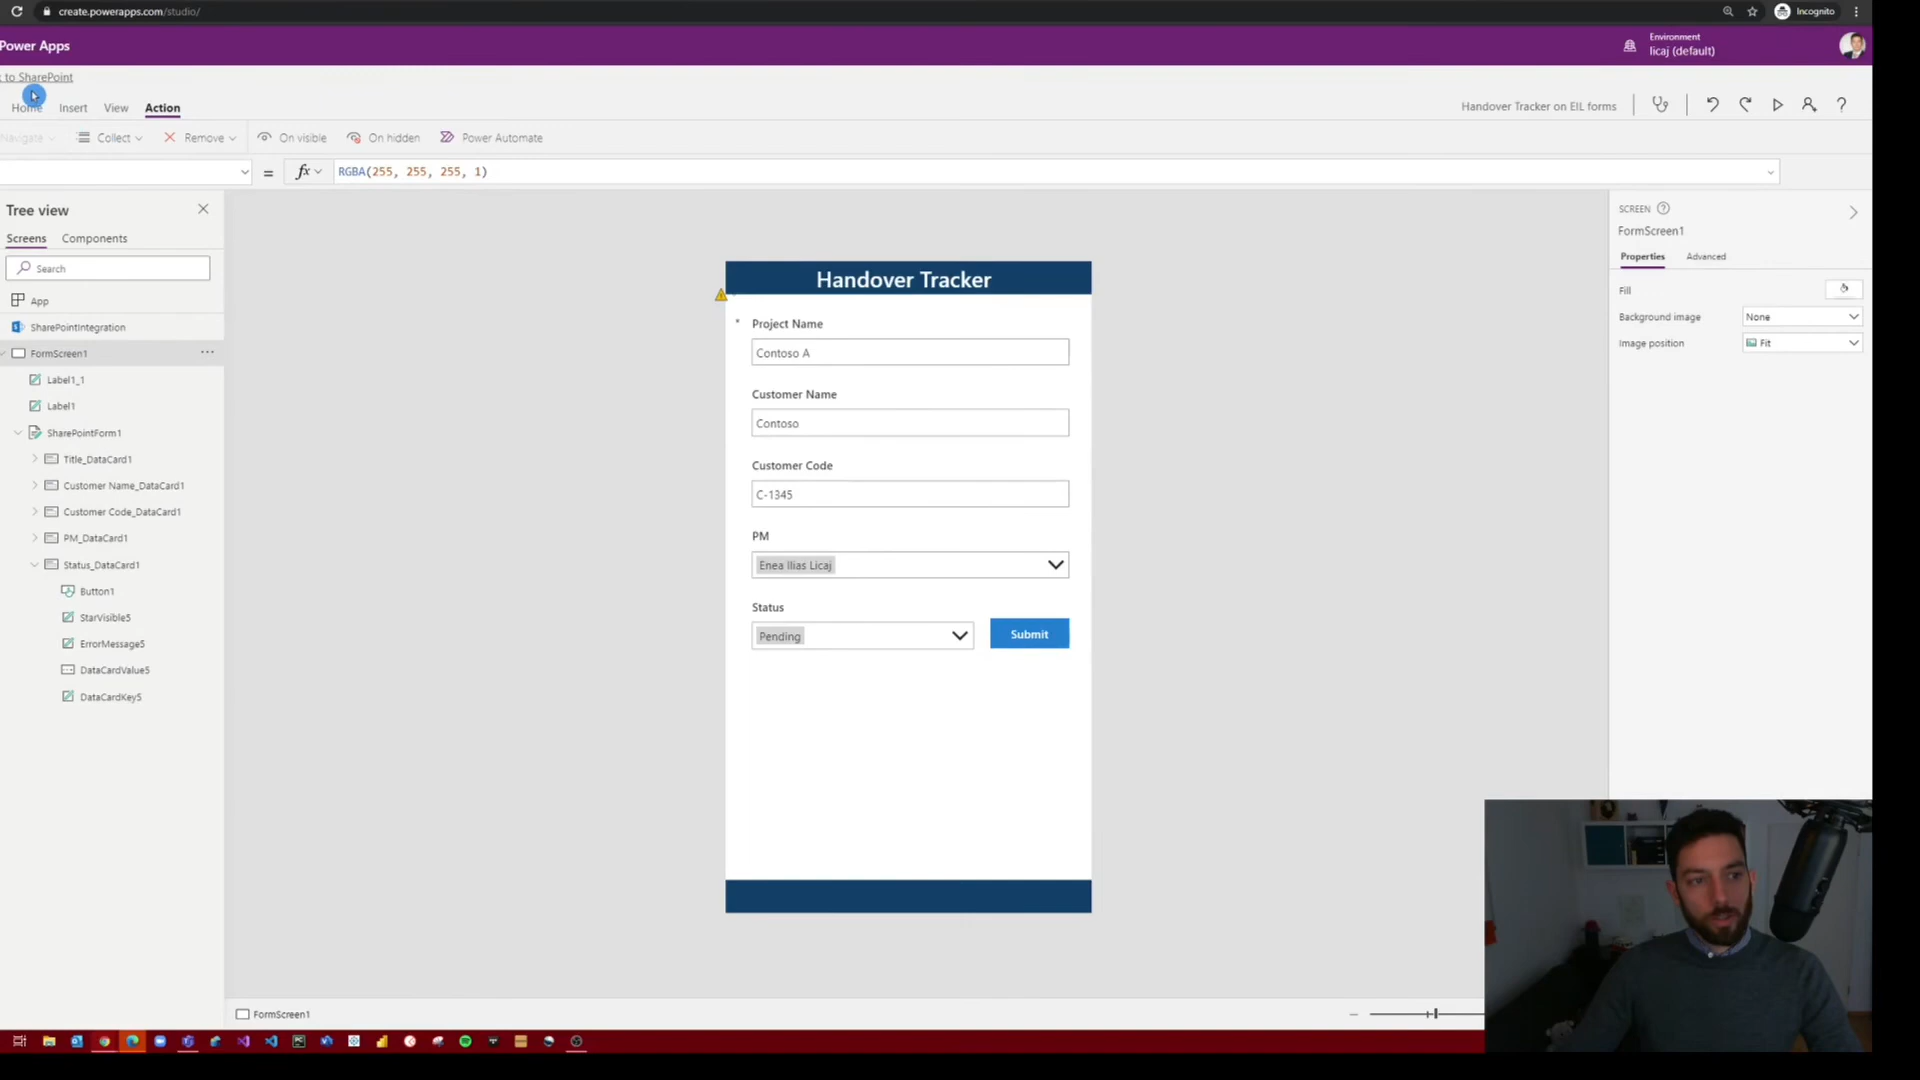 create.powerapps.com/studio/
Incognito
Power Apps
Environment
licaj (default)
to SharePoint
Home
Insert
View
Action
Handover Tracker on EIL forms
Navigate
Collect
Remove
On visible
On hidden
Power Automate
=
fx
RGBA(255, 255, 255, 1)
Tree view
Screens
Components
Search
App
SharePointIntegration
FormScreen1
Label1_1
Label1
SharePointForm1
Title_DataCard1
Customer Name_DataCard1
Customer Code_DataCard1
PM_DataCard1
Status_DataCard1
Button1
StarVisible5
ErrorMessage5
DataCardValue5
DataCardKey5
Handover Tracker
* Project Name
Contoso A
Customer Name
Contoso
Customer Code
C-1345
PM
Enea Ilias Licaj
Status
Pending
Submit
SCREEN
FormScreen1
Properties
Advanced
Fill
Background image
None
Image position
Fit
FormScreen1